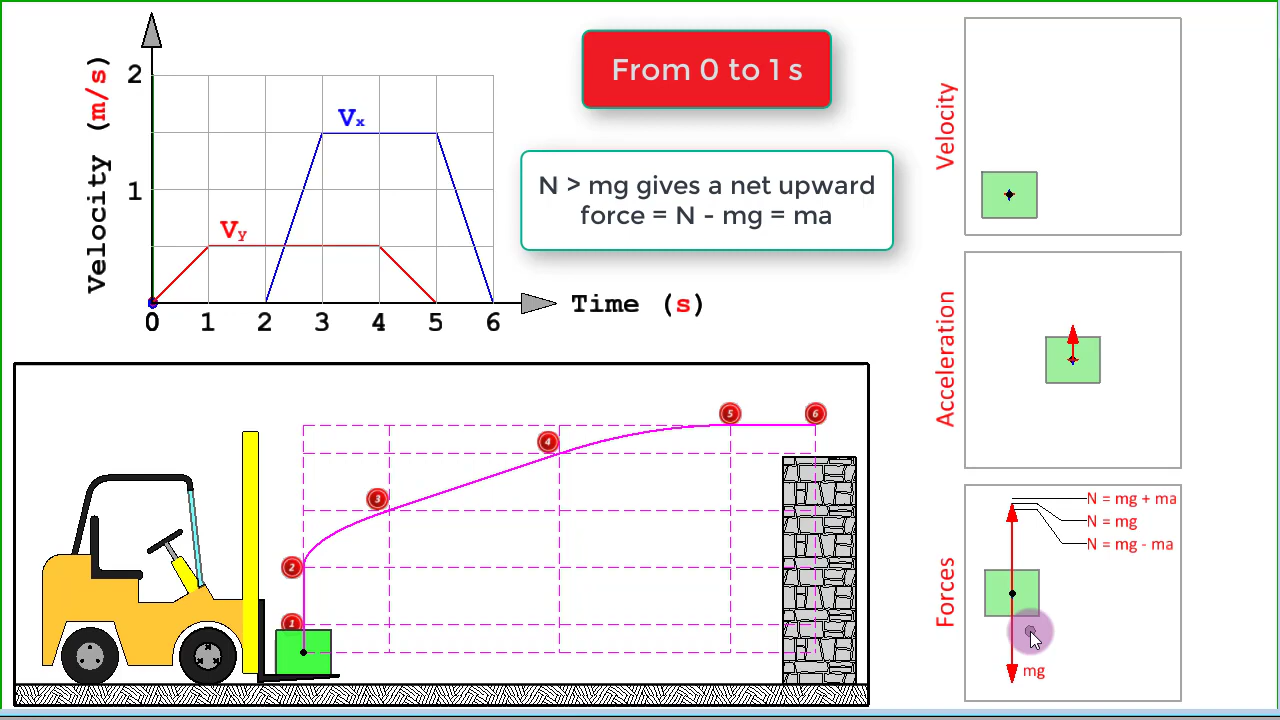 From 0 to 1 s
N > mg gives a net upward
force = N - mg = ma
Velocity (m/s)
2
1
Vx
Vy
0 1 2 3 4 5 6
Time (s)
1
2
3
4
5
6
Velocity
Acceleration
Forces
N = mg + ma
N = mg
N = mg - ma
mg